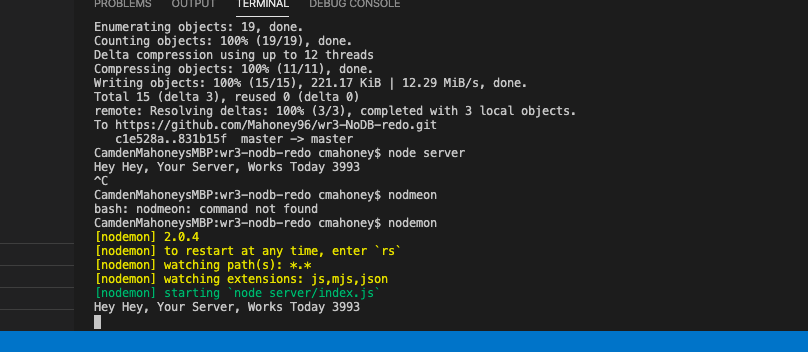 PROBLEMS OUTPUT TERMINAL DEBUG CONSOLE
Enumerating objects: 19, done.
Counting objects: 100% (19/19), done.
Delta compression using up to 12 threads
Compressing objects: 100% (11/11), done.
Writing objects: 100% (15/15), 221.17 KiB | 12.29 MiB/s, done.
Total 15 (delta 3), reused 0 (delta 0)
remote: Resolving deltas: 100% (3/3), completed with 3 local objects.
To https://github.com/Mahoney96/wr3-NoDB-redo.git
   c1e528a..831b15f  master -> master
CamdenMahoneysMBP:wr3-nodb-redo cmahoney$ node server
Hey Hey, Your Server, Works Today 3993
^C
CamdenMahoneysMBP:wr3-nodb-redo cmahoney$ nodmeon
bash: nodmeon: command not found
CamdenMahoneysMBP:wr3-nodb-redo cmahoney$ nodemon
[nodemon] 2.0.4
[nodemon] to restart at any time, enter `rs`
[nodemon] watching path(s): *.*
[nodemon] watching extensions: js,mjs,json
[nodemon] starting `node server/index.js`
Hey Hey, Your Server, Works Today 3993